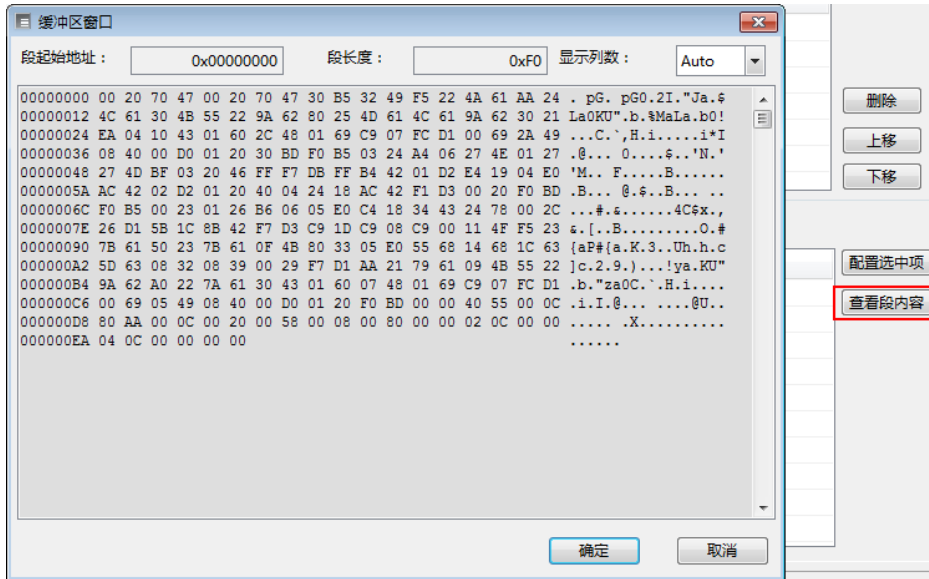 缓冲区窗口
段起始地址： 0x00000000 段长度： 0xF0 显示列数： Auto
00000000 00 20 70 47 00 20 70 47 30 B5 32 49 F5 22 4A 61 AA 24 . pG. pG0.2I."Ja.$
00000012 4C 61 30 4B 55 22 9A 62 80 25 4D 61 4C 61 9A 62 30 21 La0KU".b.%MaLa.b0!
00000024 EA 04 10 43 01 60 2C 48 01 69 C9 07 FC D1 00 69 2A 49 ...C.`,H.i.....i*I
00000036 08 40 00 D0 01 20 30 BD F0 B5 03 24 A4 06 27 4E 01 27 .@... 0....$..'N.'
00000048 27 4D BF 03 20 46 FF F7 DB FF B4 42 01 D2 E4 19 04 E0 'M.. F.....B......
0000005A AC 42 02 D2 01 20 40 04 24 18 AC 42 F1 D3 00 20 F0 BD .B... @.$..B... ..
0000006C F0 B5 00 23 01 26 B6 06 05 E0 C4 18 34 43 24 78 00 2C ...#.&......4C$x.,
0000007E 26 D1 5B 1C 8B 42 F7 D3 C9 1D C9 08 C9 00 11 4F F5 23 &.[..B.........O.#
00000090 7B 61 50 23 7B 61 0F 4B 80 33 05 E0 55 68 14 68 1C 63 {aP#{a.K.3..Uh.h.c
000000A2 5D 63 08 32 08 39 00 29 F7 D1 AA 21 79 61 09 4B 55 22 ]c.2.9.)...!ya.KU"
000000B4 9A 62 A0 22 7A 61 30 43 01 60 07 48 01 69 C9 07 FC D1 .b."za0C.`.H.i....
000000C6 00 69 05 49 08 40 00 D0 01 20 F0 BD 00 00 40 55 00 0C .i.I.@... ....@U..
000000D8 80 AA 00 0C 00 20 00 58 00 08 00 80 00 00 02 0C 00 00 ..... .X..........
000000EA 04 0C 00 00 00 00 ......
确定 取消
删除
上移
下移
配置选中项
查看段内容